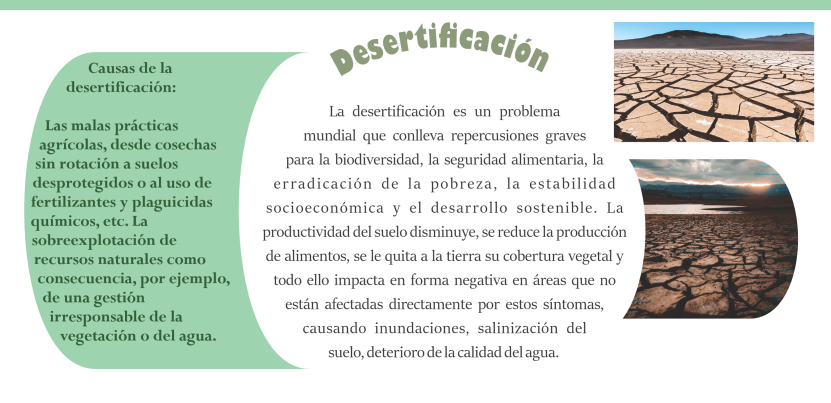 Desertificación
Causas de la
desertificación:
Las malas prácticas
agrícolas, desde cosechas
sin rotación a suelos
desprotegidos o al uso de
fertilizantes y plaguicidas
químicos, etc. La
sobreexplotación de
recursos naturales como
consecuencia, por ejemplo,
de una gestión
irresponsable de la
vegetación o del agua.
La desertificación es un problema
mundial que conlleva repercusiones graves
para la biodiversidad, la seguridad alimentaria, la
erradicación de la pobreza, la estabilidad
socioeconómica y el desarrollo sostenible. La
productividad del suelo disminuye, se reduce la producción
de alimentos, se le quita a la tierra su cobertura vegetal y
todo ello impacta en forma negativa en áreas que no
están afectadas directamente por estos síntomas,
causando inundaciones, salinización del
suelo, deterioro de la calidad del agua.